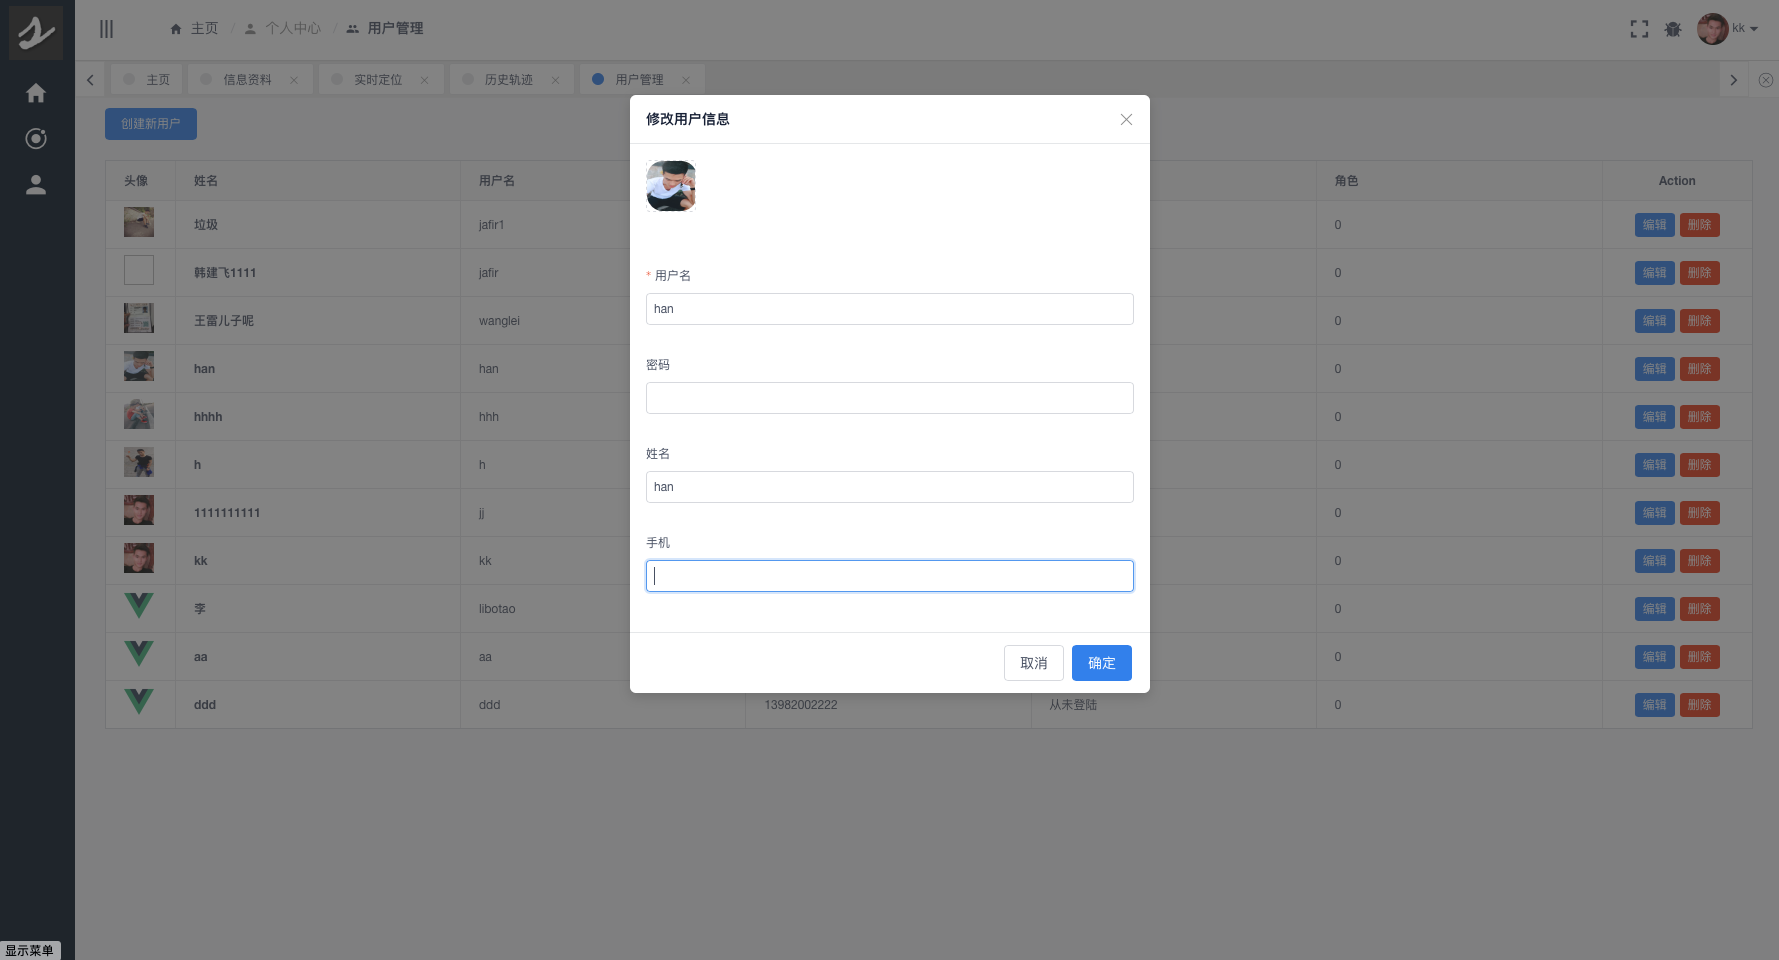 主页 / 个人中心 / 用户管理
kk
主页 信息资料 实时定位 历史轨迹 用户管理
创建新用户
头像 姓名 用户名 角色 Action
垃圾 jafir1 0 编辑 删除
韩建飞1111 jafir 0 编辑 删除
王雷儿子呢 wanglei 0 编辑 删除
han han 0 编辑 删除
hhhh hhh 0 编辑 删除
h h 0 编辑 删除
1111111111 jj 0 编辑 删除
kk kk 0 编辑 删除
李 libotao 0 编辑 删除
aa aa 0 编辑 删除
ddd ddd 13982002222 从未登陆 0 编辑 删除
修改用户信息
* 用户名
han
密码
姓名
han
手机
取消 确定
显示菜单